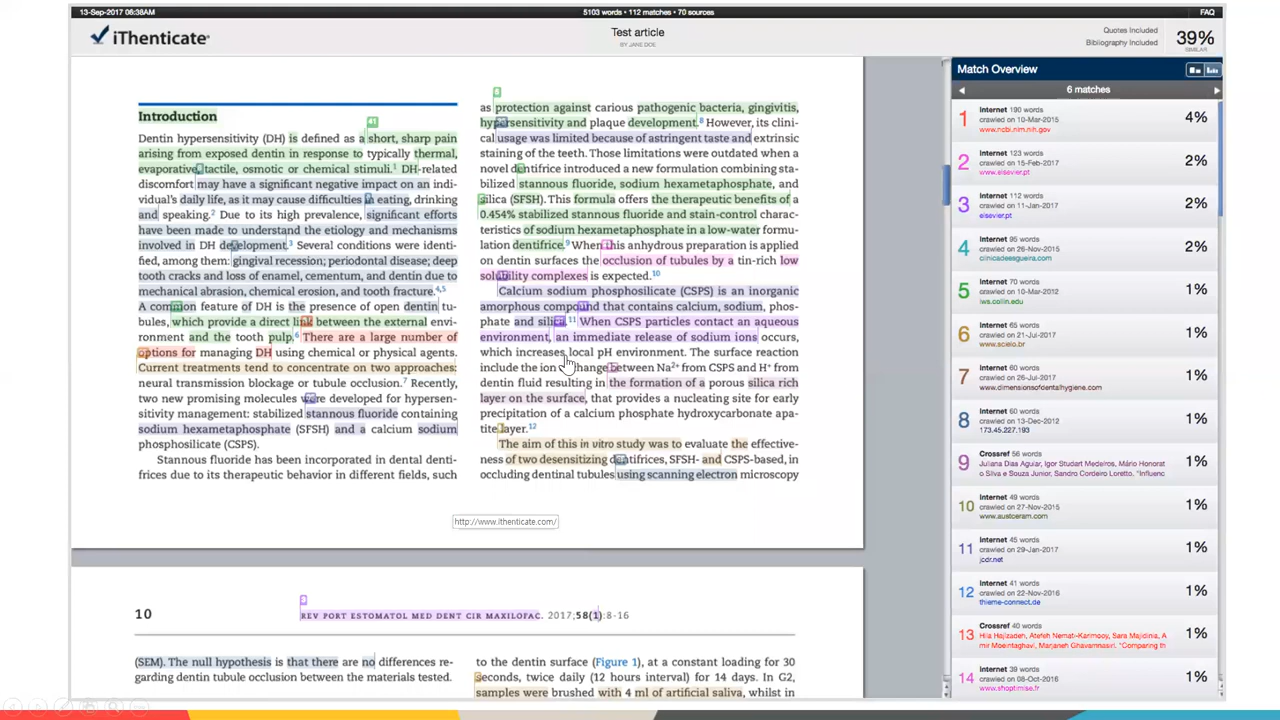 13-Sep-2017 08:38AM
5103 words • 112 matches • 70 sources
FAQ
iThenticate®
Test article
BY JANE DOE
Quotes Included
Bibliography Included
39%
SIMILAR
Introduction
Dentin hypersensitivity (DH) is defined as a short, sharp pain
arising from exposed dentin in response to typically thermal,
evaporative, tactile, osmotic or chemical stimuli.1 DH-related
discomfort may have a significant negative impact on an indi-
vidual's daily life, as it may cause difficulties in eating, drinking
and speaking.2 Due to its high prevalence, significant efforts
have been made to understand the etiology and mechanisms
involved in DH development.3 Several conditions were identi-
fied, among them: gingival recession; periodontal disease; deep
tooth cracks and loss of enamel, cementum, and dentin due to
mechanical abrasion, chemical erosion, and tooth fracture.4,5
A common feature of DH is the presence of open dentin tu-
bules, which provide a direct link between the external envi-
ronment and the tooth pulp.6 There are a large number of
options for managing DH using chemical or physical agents.
Current treatments tend to concentrate on two approaches:
neural transmission blockage or tubule occlusion.7 Recently,
two new promising molecules were developed for hypersen-
sitivity management: stabilized stannous fluoride containing
sodium hexametaphosphate (SFSH) and a calcium sodium
phosphosilicate (CSPS).
Stannous fluoride has been incorporated in dental denti-
frices due to its therapeutic behavior in different fields, such
41
6
as protection against carious pathogenic bacteria, gingivitis,
hypersensitivity and plaque development.8 However, its clini-
cal usage was limited because of astringent taste and extrinsic
staining of the teeth. Those limitations were outdated when a
novel dentifrice introduced a new formulation combining sta-
bilized stannous fluoride, sodium hexametaphosphate, and
silica (SFSH). This formula offers the therapeutic benefits of a
0.454% stabilized stannous fluoride and stain-control charac-
teristics of sodium hexametaphosphate in a low-water formu-
lation dentifrice.9 When this anhydrous preparation is applied
on dentin surfaces the occlusion of tubules by a tin-rich low
solubility complexes is expected.10
Calcium sodium phosphosilicate (CSPS) is an inorganic
amorphous compound that contains calcium, sodium, phos-
phate and silica.11 When CSPS particles contact an aqueous
environment, an immediate release of sodium ions occurs,
which increases local pH environment. The surface reaction
include the ion exchange between Na2+ from CSPS and H+ from
dentin fluid resulting in the formation of a porous silica rich
layer on the surface, that provides a nucleating site for early
precipitation of a calcium phosphate hydroxycarbonate apa-
tite layer.12
The aim of this in vitro study was to evaluate the effective-
ness of two desensitizing dentifrices, SFSH- and CSPS-based, in
occluding dentinal tubules using scanning electron microscopy
http://www.ithenticate.com/
10
REV PORT ESTOMATOL MED DENT CIR MAXILOFAC. 2017;58(1):8-16
(SEM). The null hypothesis is that there are no differences re-
garding dentin tubule occlusion between the materials tested.
to the dentin surface (Figure 1), at a constant loading for 30
seconds, twice daily (12 hours interval) for 14 days. In G2,
samples were brushed with 4 ml of artificial saliva, whilst in
Match Overview
6 matches
1 Internet 190 words 4%
crawled on 10-Mar-2015
www.ncbi.nlm.nih.gov
2 Internet 123 words 2%
crawled on 15-Feb-2017
www.elsevier.pt
3 Internet 112 words 2%
crawled on 11-Jan-2017
elsevier.pt
4 Internet 95 words 2%
crawled on 26-Nov-2015
clinicadeesgueira.com
5 Internet 70 words 1%
crawled on 10-Mar-2012
iws.collin.edu
6 Internet 65 words 1%
crawled on 02-Mar-2016
www.scielo.br
7 Internet 60 words 1%
crawled on 26-Jul-2017
www.dimensionsofdentalhygiene.com
8 Internet 60 words 1%
crawled on 13-Dec-2012
173.45.227.193
9 Crossref 56 words 1%
Juliana Dias Aguiar, Igor Studart Medeiros, Mário Honorat
o Silva e Souza Junior, Sandro Cordeiro Loretto. "Influenc
10 Internet 49 words 1%
crawled on 27-Nov-2015
www.austceram.com
11 Internet 45 words 1%
crawled on 29-Jan-2017
jcdr.net
12 Internet 41 words 1%
crawled on 22-Nov-2016
thieme-connect.de
13 Crossref 40 words 1%
Hila Hajizadeh, Atefeh Nemati-Karimooy, Sara Majidinia, A
mir Moeintaghavi, Marjaneh Ghavamnasiri. "Comparing th
14 Internet 39 words 1%
crawled on 08-Oct-2016
www.shoptimise.fr